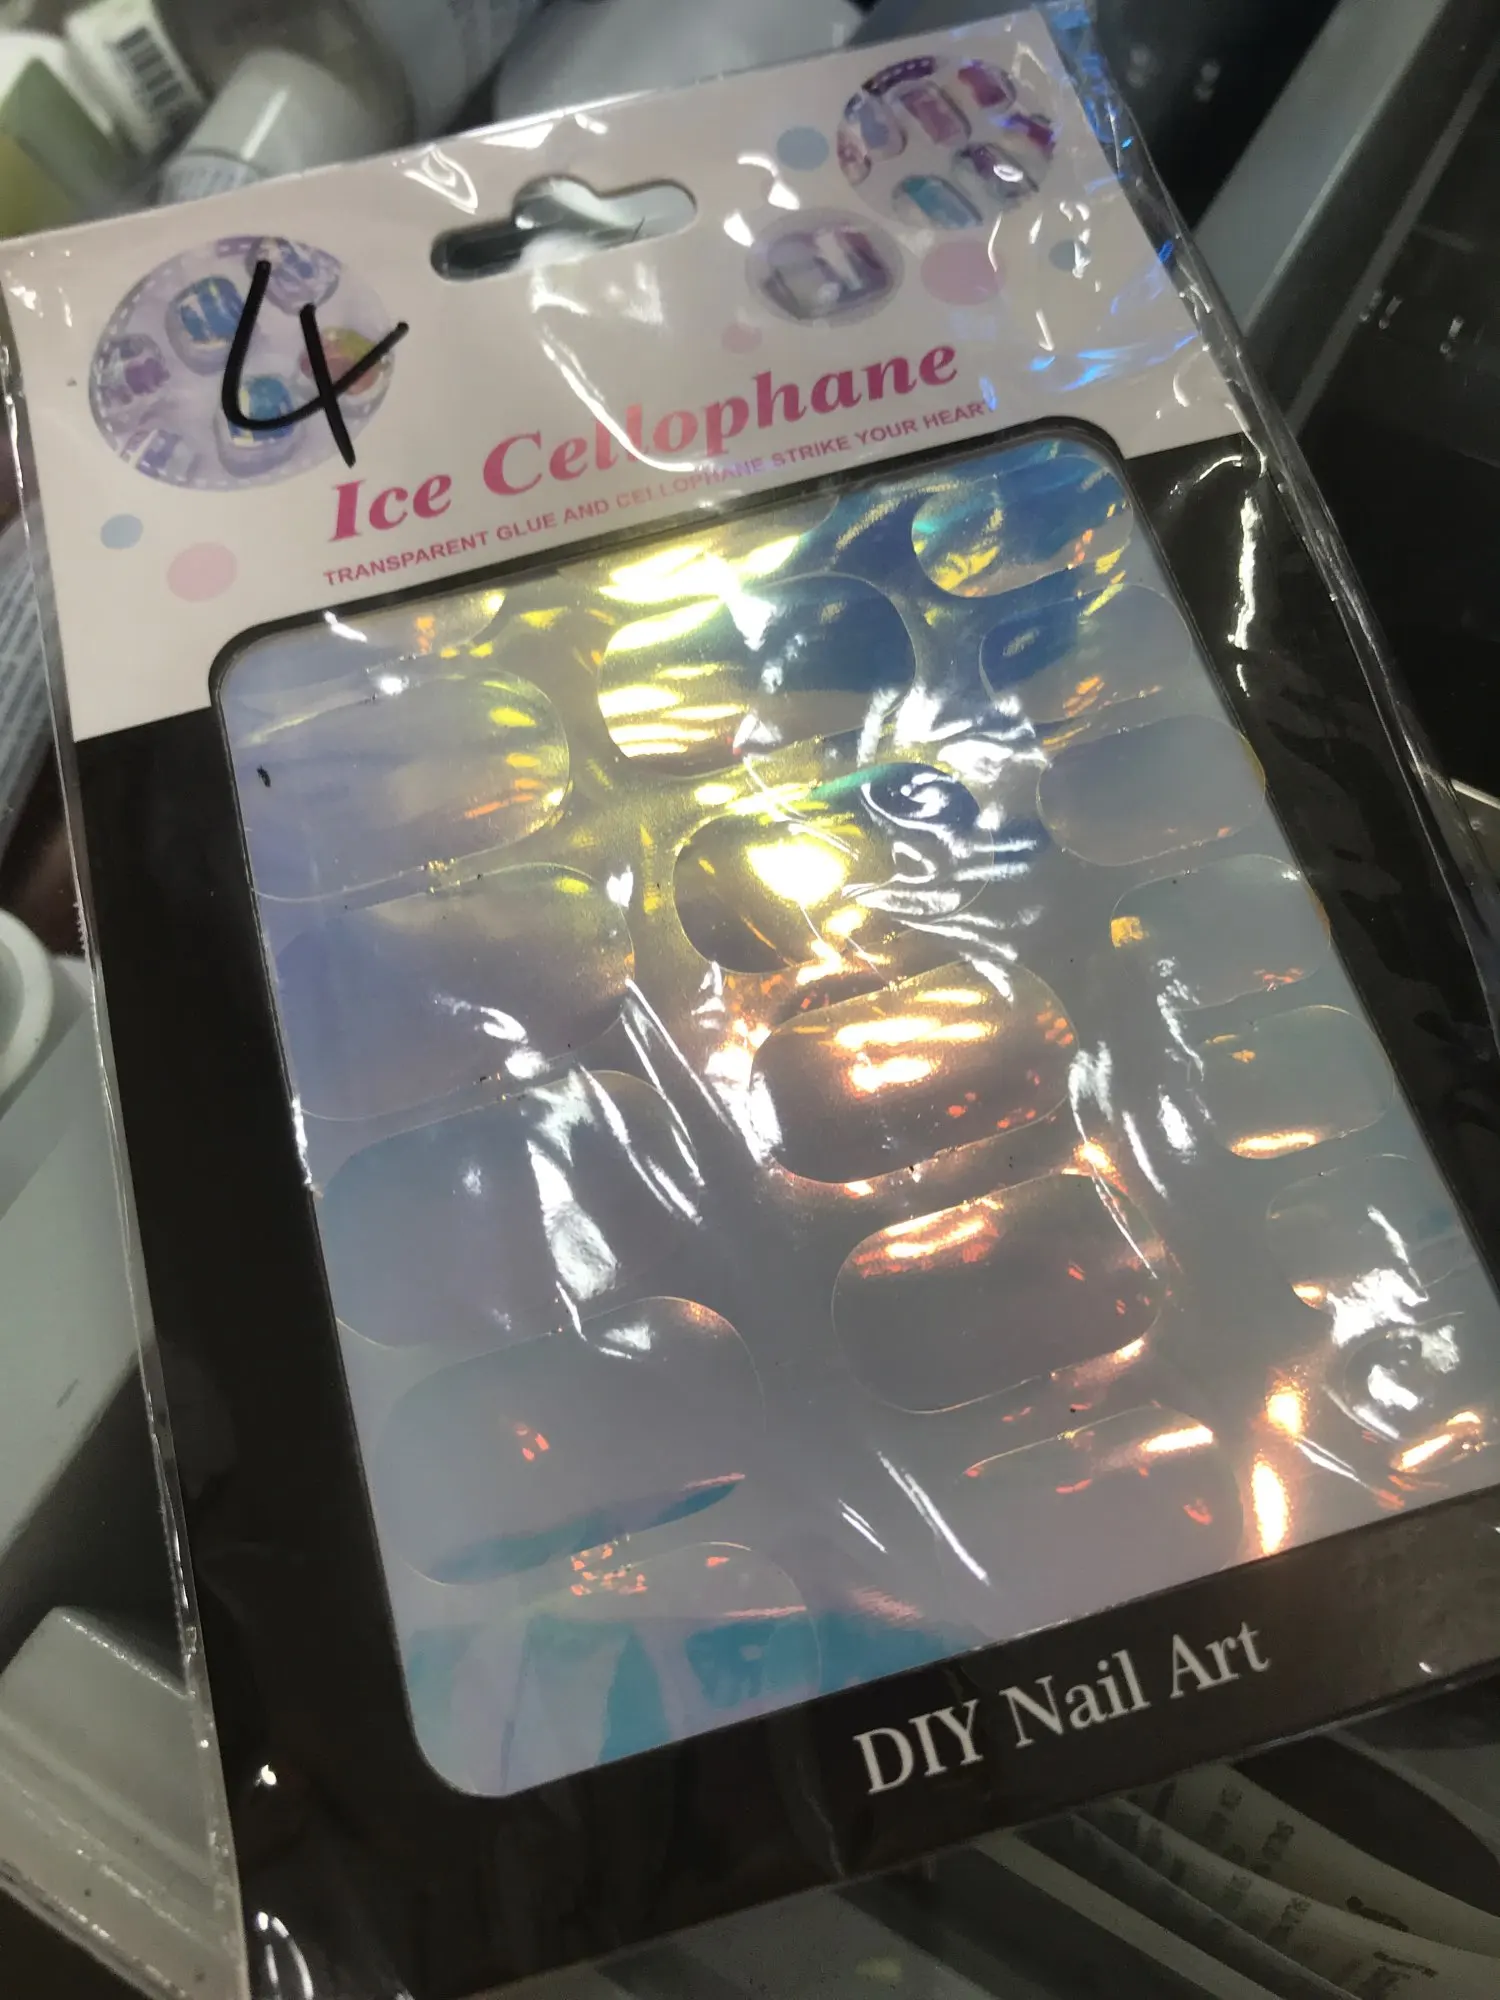 4
Ice Cellophane
TRANSPARENT GLUE AND CELLOPHANE STRIKE YOUR HEART
DIY Nail Art